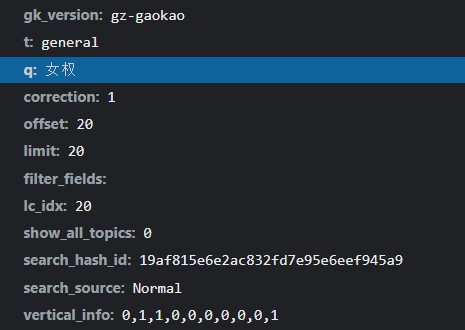 gk_version: gz-gaokao
t: general
q: 女权
correction: 1
offset: 20
limit: 20
filter_fields:
lc_idx: 20
show_all_topics: 0
search_hash_id: 19af815e6e2ac832fd7e95e6eef945a9
search_source: Normal
vertical_info: 0,1,1,0,0,0,0,0,0,1